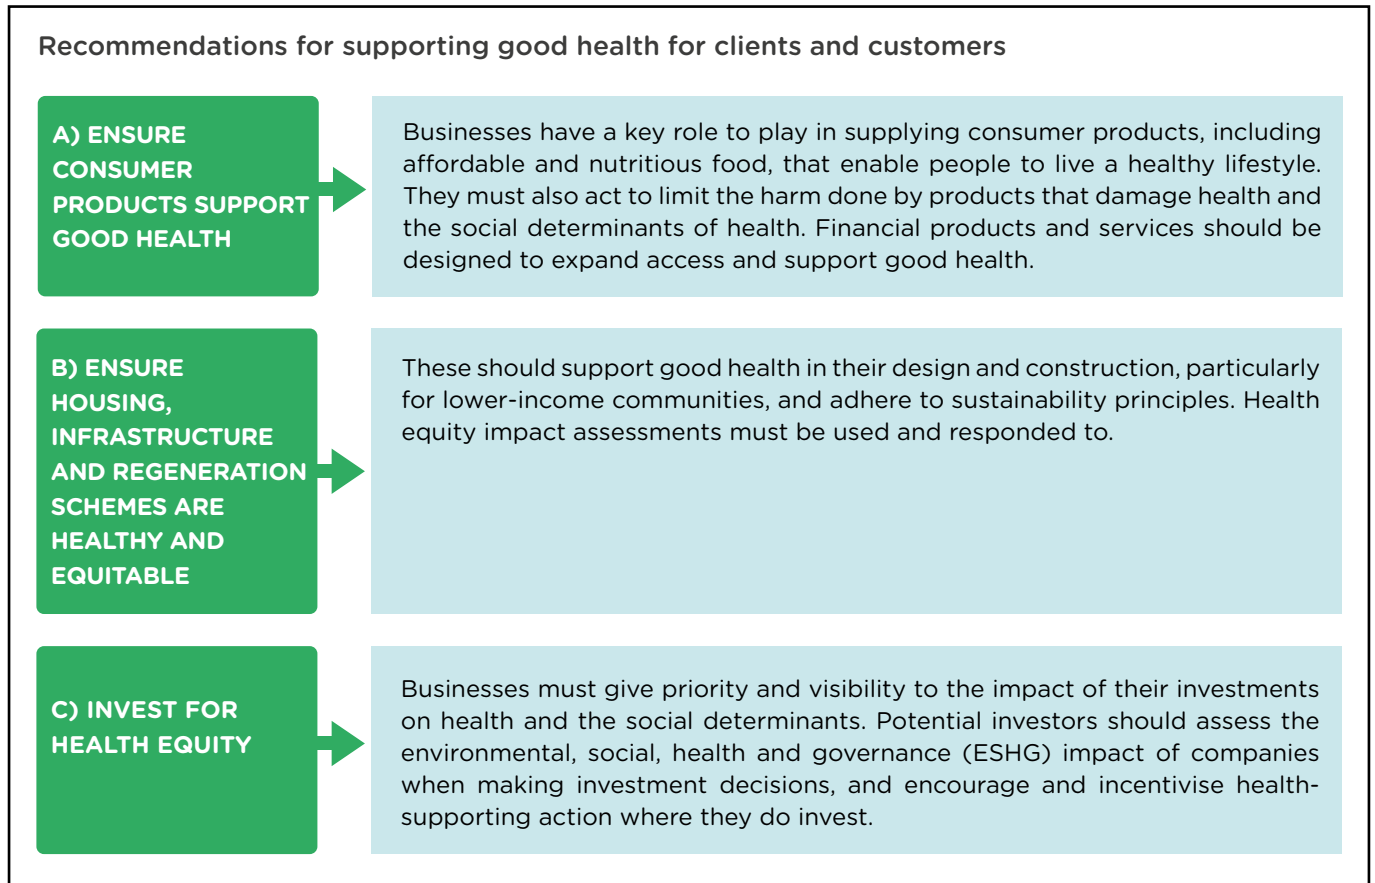 Recommendations for supporting good health for clients and customers
A) ENSURE
CONSUMER
PRODUCTS SUPPORT
GOOD HEALTH
Businesses have a key role to play in supplying consumer products, including
affordable and nutritious food, that enable people to live a healthy lifestyle.
They must also act to limit the harm done by products that damage health and
the social determinants of health. Financial products and services should be
designed to expand access and support good health.
B) ENSURE
HOUSING,
INFRASTRUCTURE
AND REGENERATION
SCHEMES ARE
HEALTHY AND
EQUITABLE
These should support good health in their design and construction, particularly
for lower-income communities, and adhere to sustainability principles. Health
equity impact assessments must be used and responded to.
C) INVEST FOR
HEALTH EQUITY
Businesses must give priority and visibility to the impact of their investments
on health and the social determinants. Potential investors should assess the
environmental, social, health and governance (ESHG) impact of companies
when making investment decisions, and encourage and incentivise health-
supporting action where they do invest.